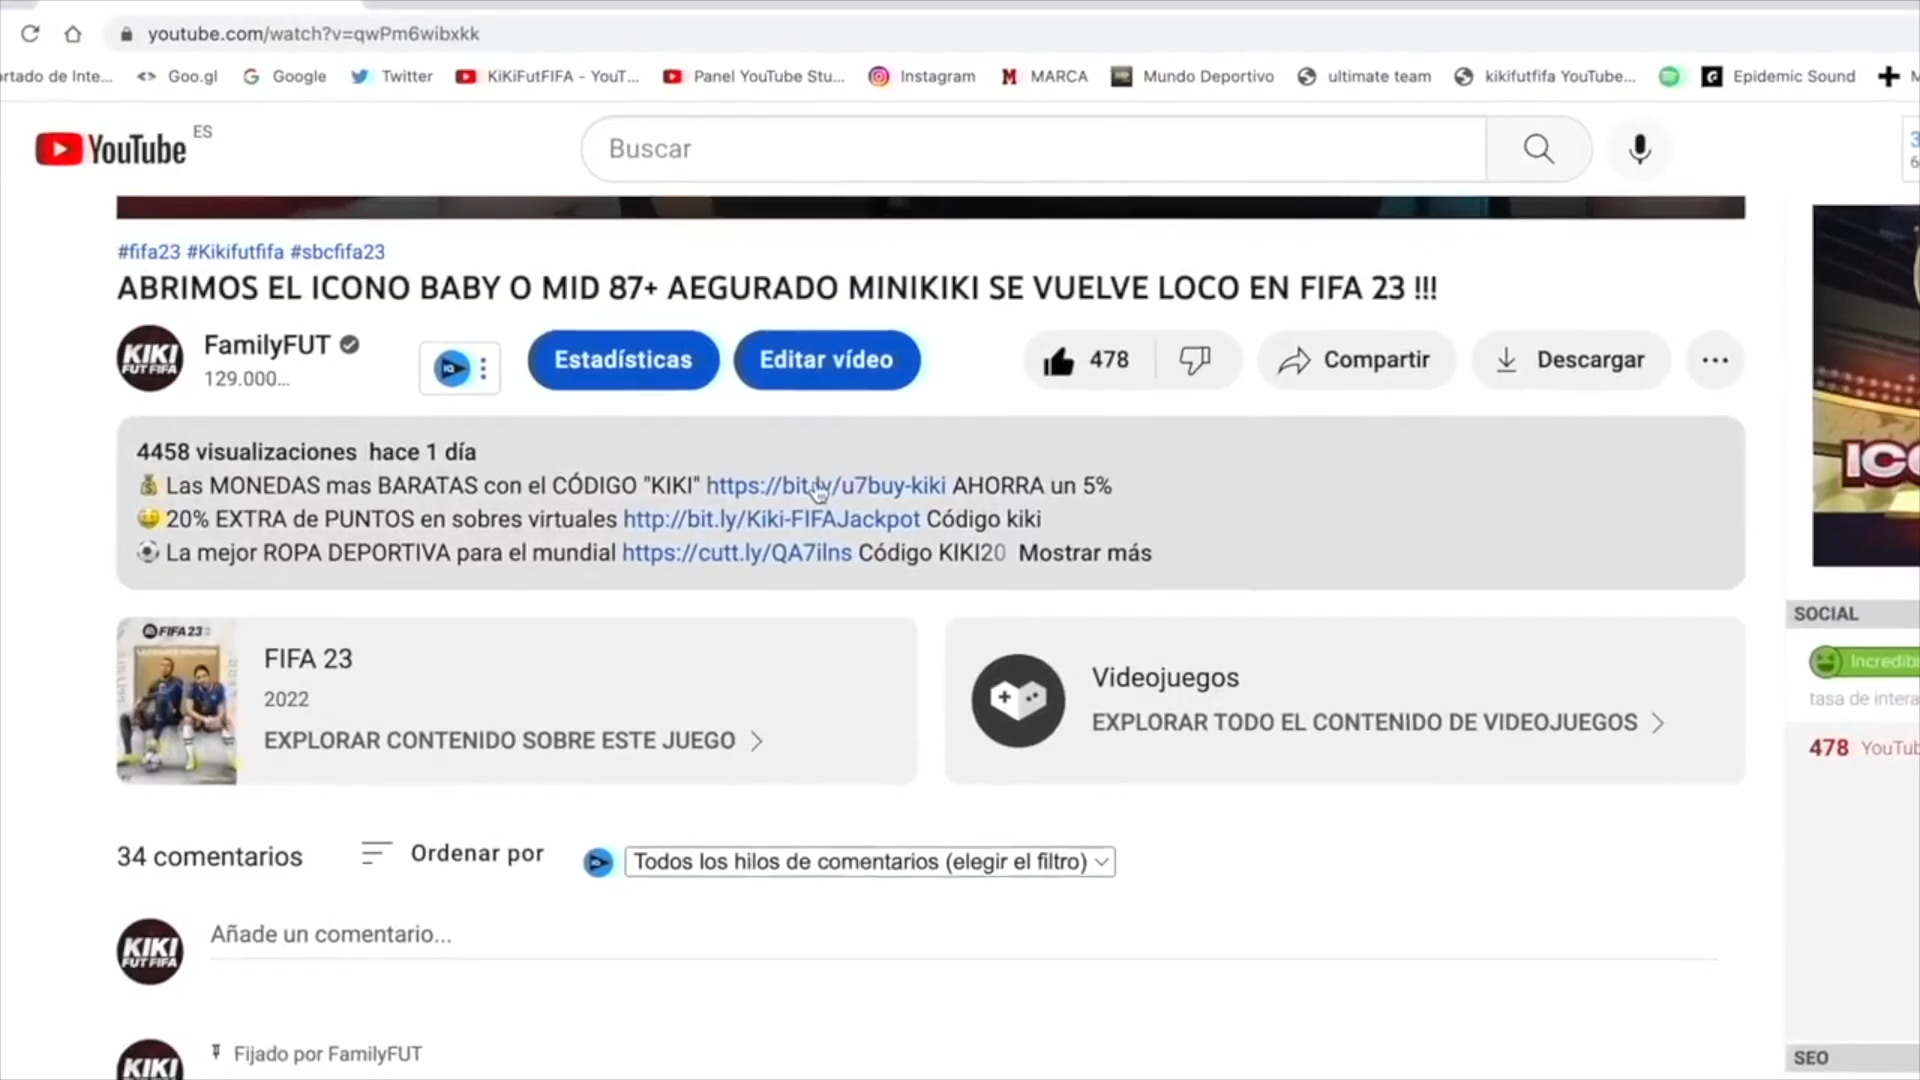 youtube.com/watch?v=qwPm6wibxkk
rtado de Inte... Goo.gl Google Twitter KiKiFutFIFA - YouT... Panel YouTube Stu... Instagram MARCA Mundo Deportivo ultimate team kikifutfifa YouTube... Epidemic Sound
YouTube ES
Buscar
#fifa23 #Kikifutfifa #sbcfifa23
ABRIMOS EL ICONO BABY O MID 87+ AEGURADO MINIKIKI SE VUELVE LOCO EN FIFA 23 !!!
KIKI FUT FIFA
FamilyFUT
129.000...
Estadísticas
Editar vídeo
478
Compartir
Descargar
4458 visualizaciones hace 1 día
Las MONEDAS mas BARATAS con el CÓDIGO "KIKI" https://bit.ly/u7buy-kiki AHORRA un 5%
20% EXTRA de PUNTOS en sobres virtuales http://bit.ly/Kiki-FIFAJackpot Código kiki
La mejor ROPA DEPORTIVA para el mundial https://cutt.ly/QA7ilns Código KIKI20 Mostrar más
ICO
FIFA 23
FIFA 23
2022
EXPLORAR CONTENIDO SOBRE ESTE JUEGO
Videojuegos
EXPLORAR TODO EL CONTENIDO DE VIDEOJUEGOS
SOCIAL
Incredib
tasa de intera
478 YouTub
34 comentarios
Ordenar por
Todos los hilos de comentarios (elegir el filtro)
KIKI FUT FIFA
Añade un comentario...
KIKI
Fijado por FamilyFUT
SEO